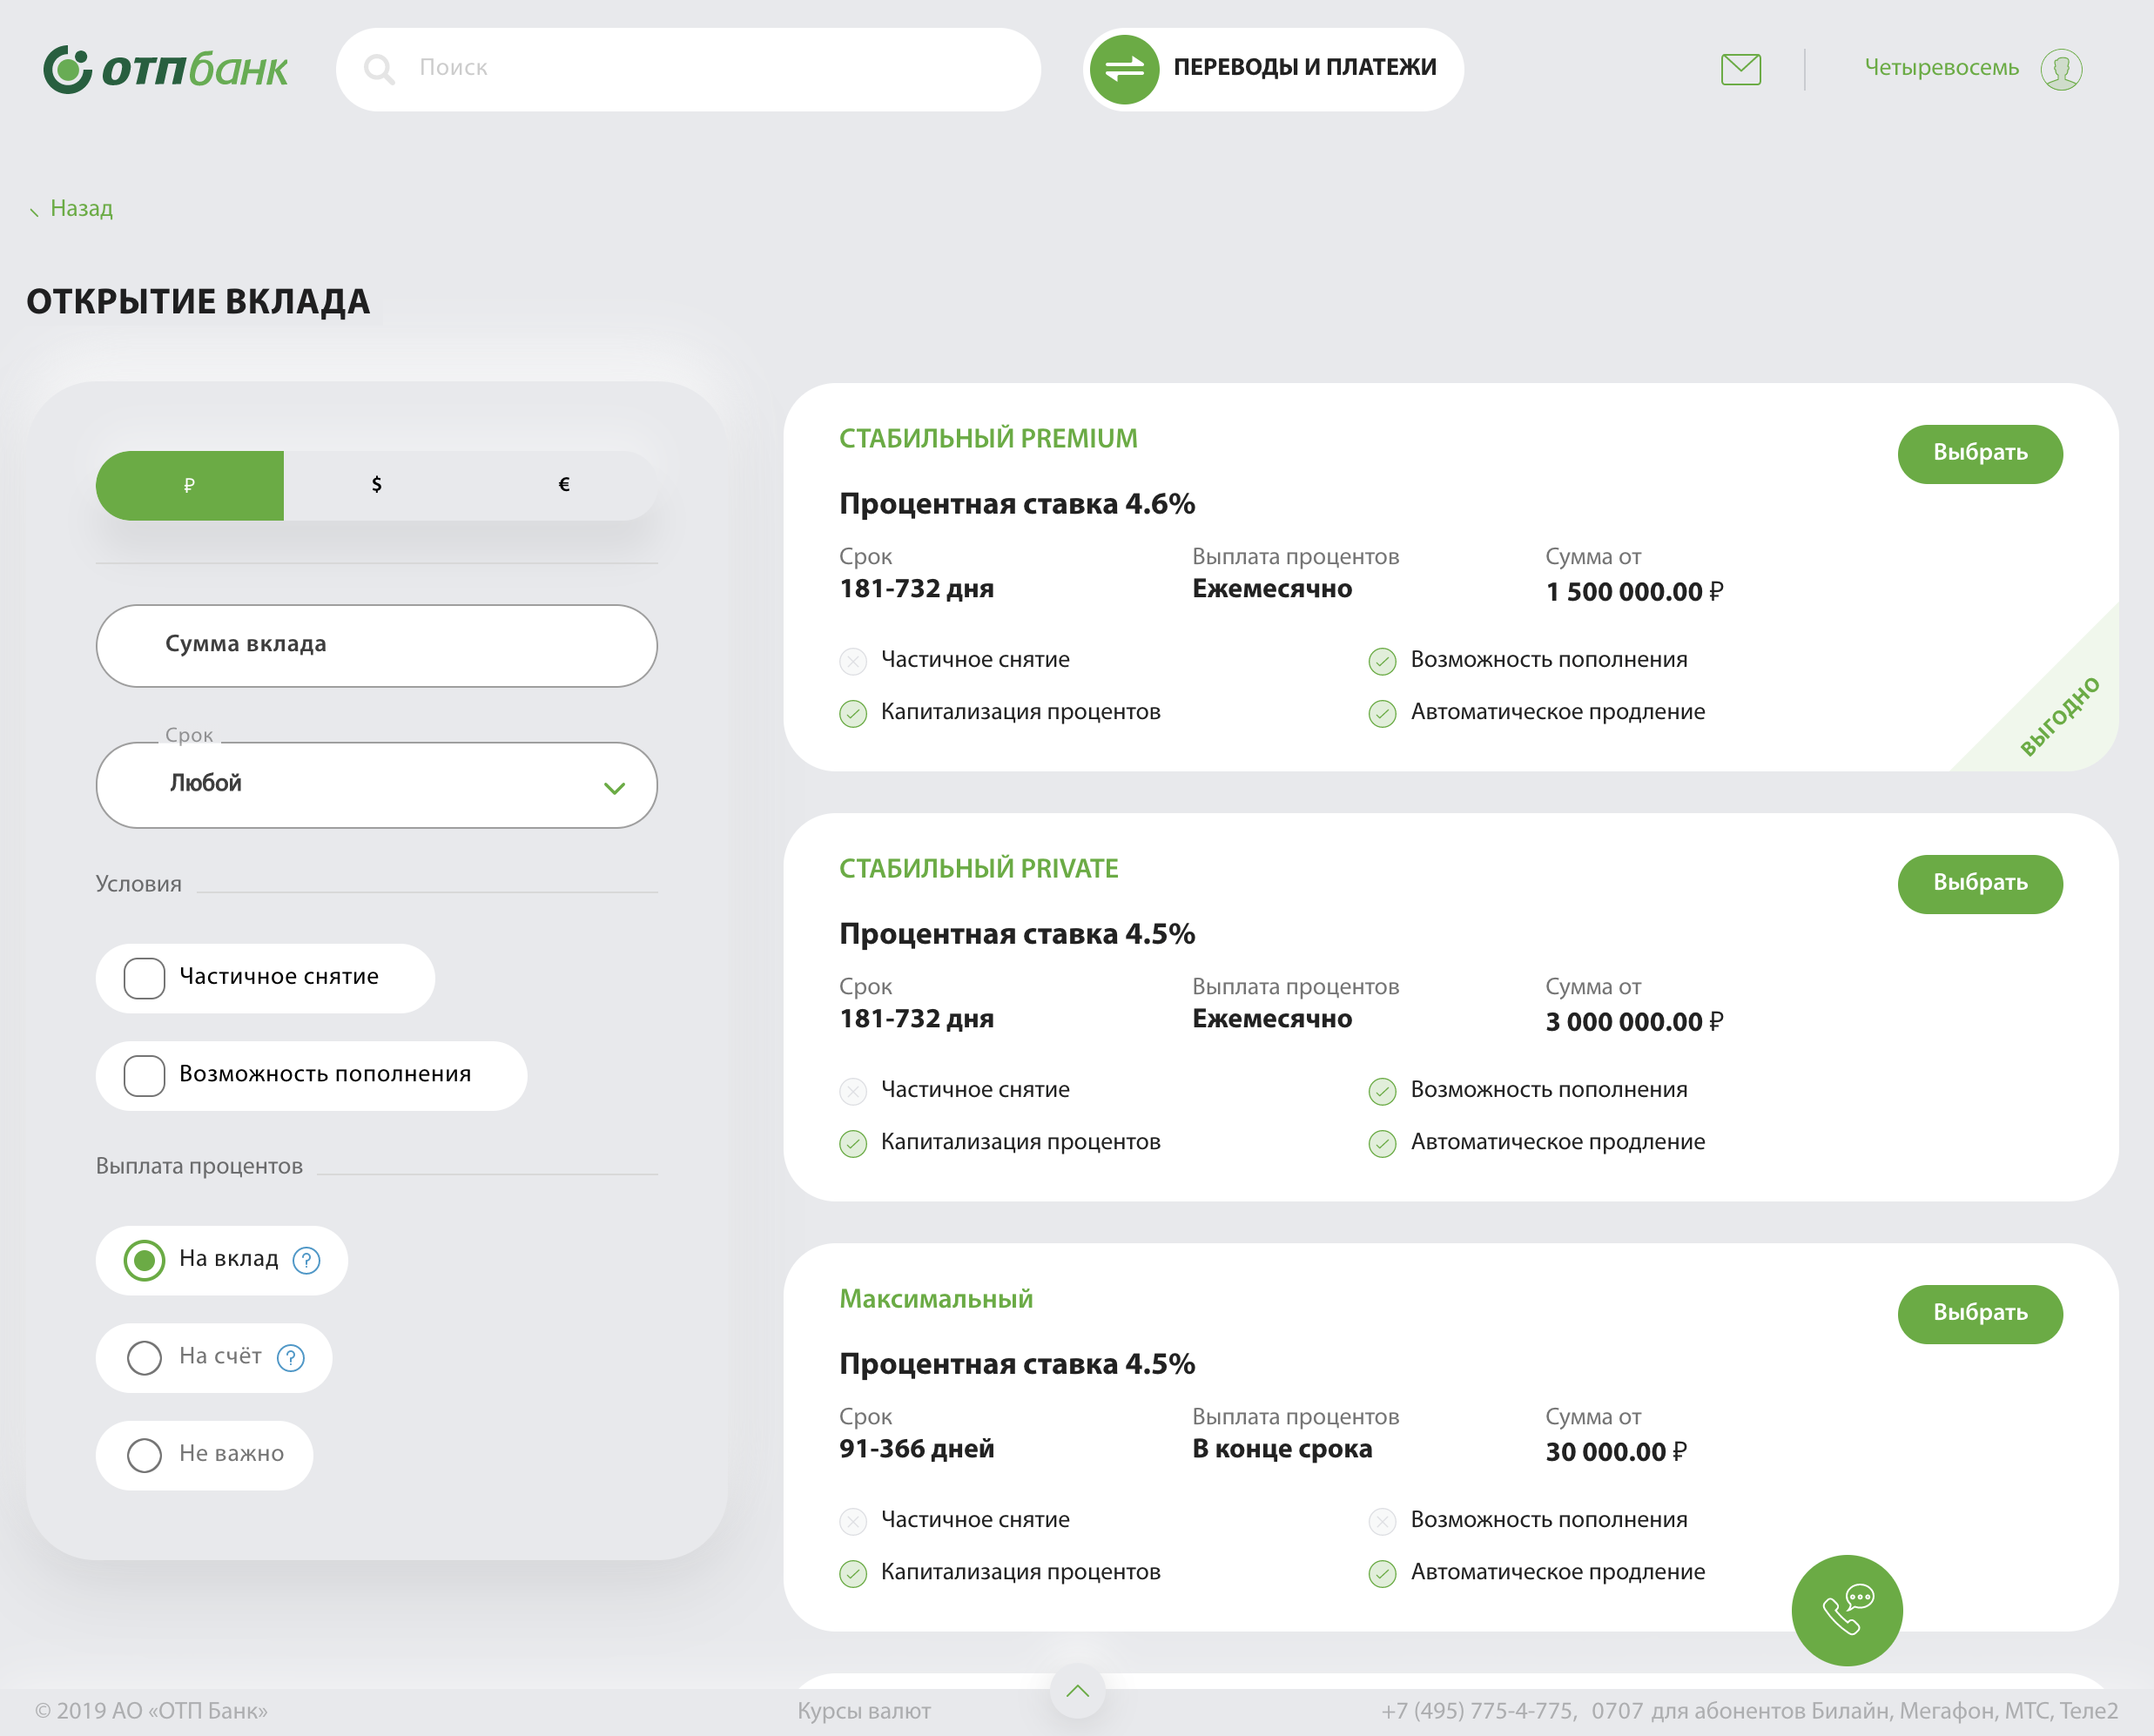 отпбанк
Поиск
ПЕРЕВОДЫ И ПЛАТЕЖИ
Четыревосемь
Назад
ОТКРЫТИЕ ВКЛАДА
₽ $ €
Сумма вклада
Срок
Любой
Условия
Частичное снятие
Возможность пополнения
Выплата процентов
На вклад ?
На счёт ?
Не важно
СТАБИЛЬНЫЙ PREMIUM
Выбрать
Процентная ставка 4.6%
Срок Выплата процентов Сумма от
181-732 дня Ежемесячно 1 500 000.00 ₽
Частичное снятие Возможность пополнения
Капитализация процентов Автоматическое продление
ВЫГОДНО
СТАБИЛЬНЫЙ PRIVATE
Выбрать
Процентная ставка 4.5%
Срок Выплата процентов Сумма от
181-732 дня Ежемесячно 3 000 000.00 ₽
Частичное снятие Возможность пополнения
Капитализация процентов Автоматическое продление
Максимальный
Выбрать
Процентная ставка 4.5%
Срок Выплата процентов Сумма от
91-366 дней В конце срока 30 000.00 ₽
Частичное снятие Возможность пополнения
Капитализация процентов Автоматическое продление
© 2019 АО «ОТП Банк» Курсы валют +7 (495) 775-4-775, 0707 для абонентов Билайн, Мегафон, МТС, Теле2